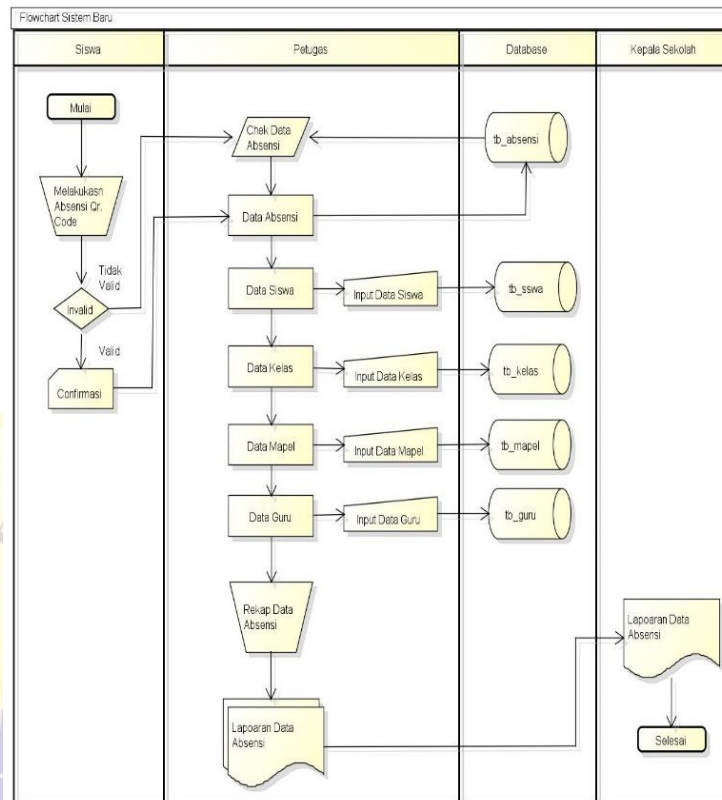 Flowchart Sistem Baru
Siswa
Petugas
Database
Kepala Sekolah
Mulai
Melakukasn
Absensi Qr.
Code
Tidak
Valid
Invalid
Valid
Confirmasi
Chek Data
Absensi
Data Absensi
Data Siswa
Input Data Siswa
Data Kelas
Input Data Kelas
Data Mapel
Input Data Mapel
Data Guru
Input Data Guru
Rekap Data
Absensi
Lapoaran Data
Absensi
tb_absensi
tb_sswa
tb_kelas
tb_mapel
tb_guru
Lapoaran Data
Absensi
Selesai